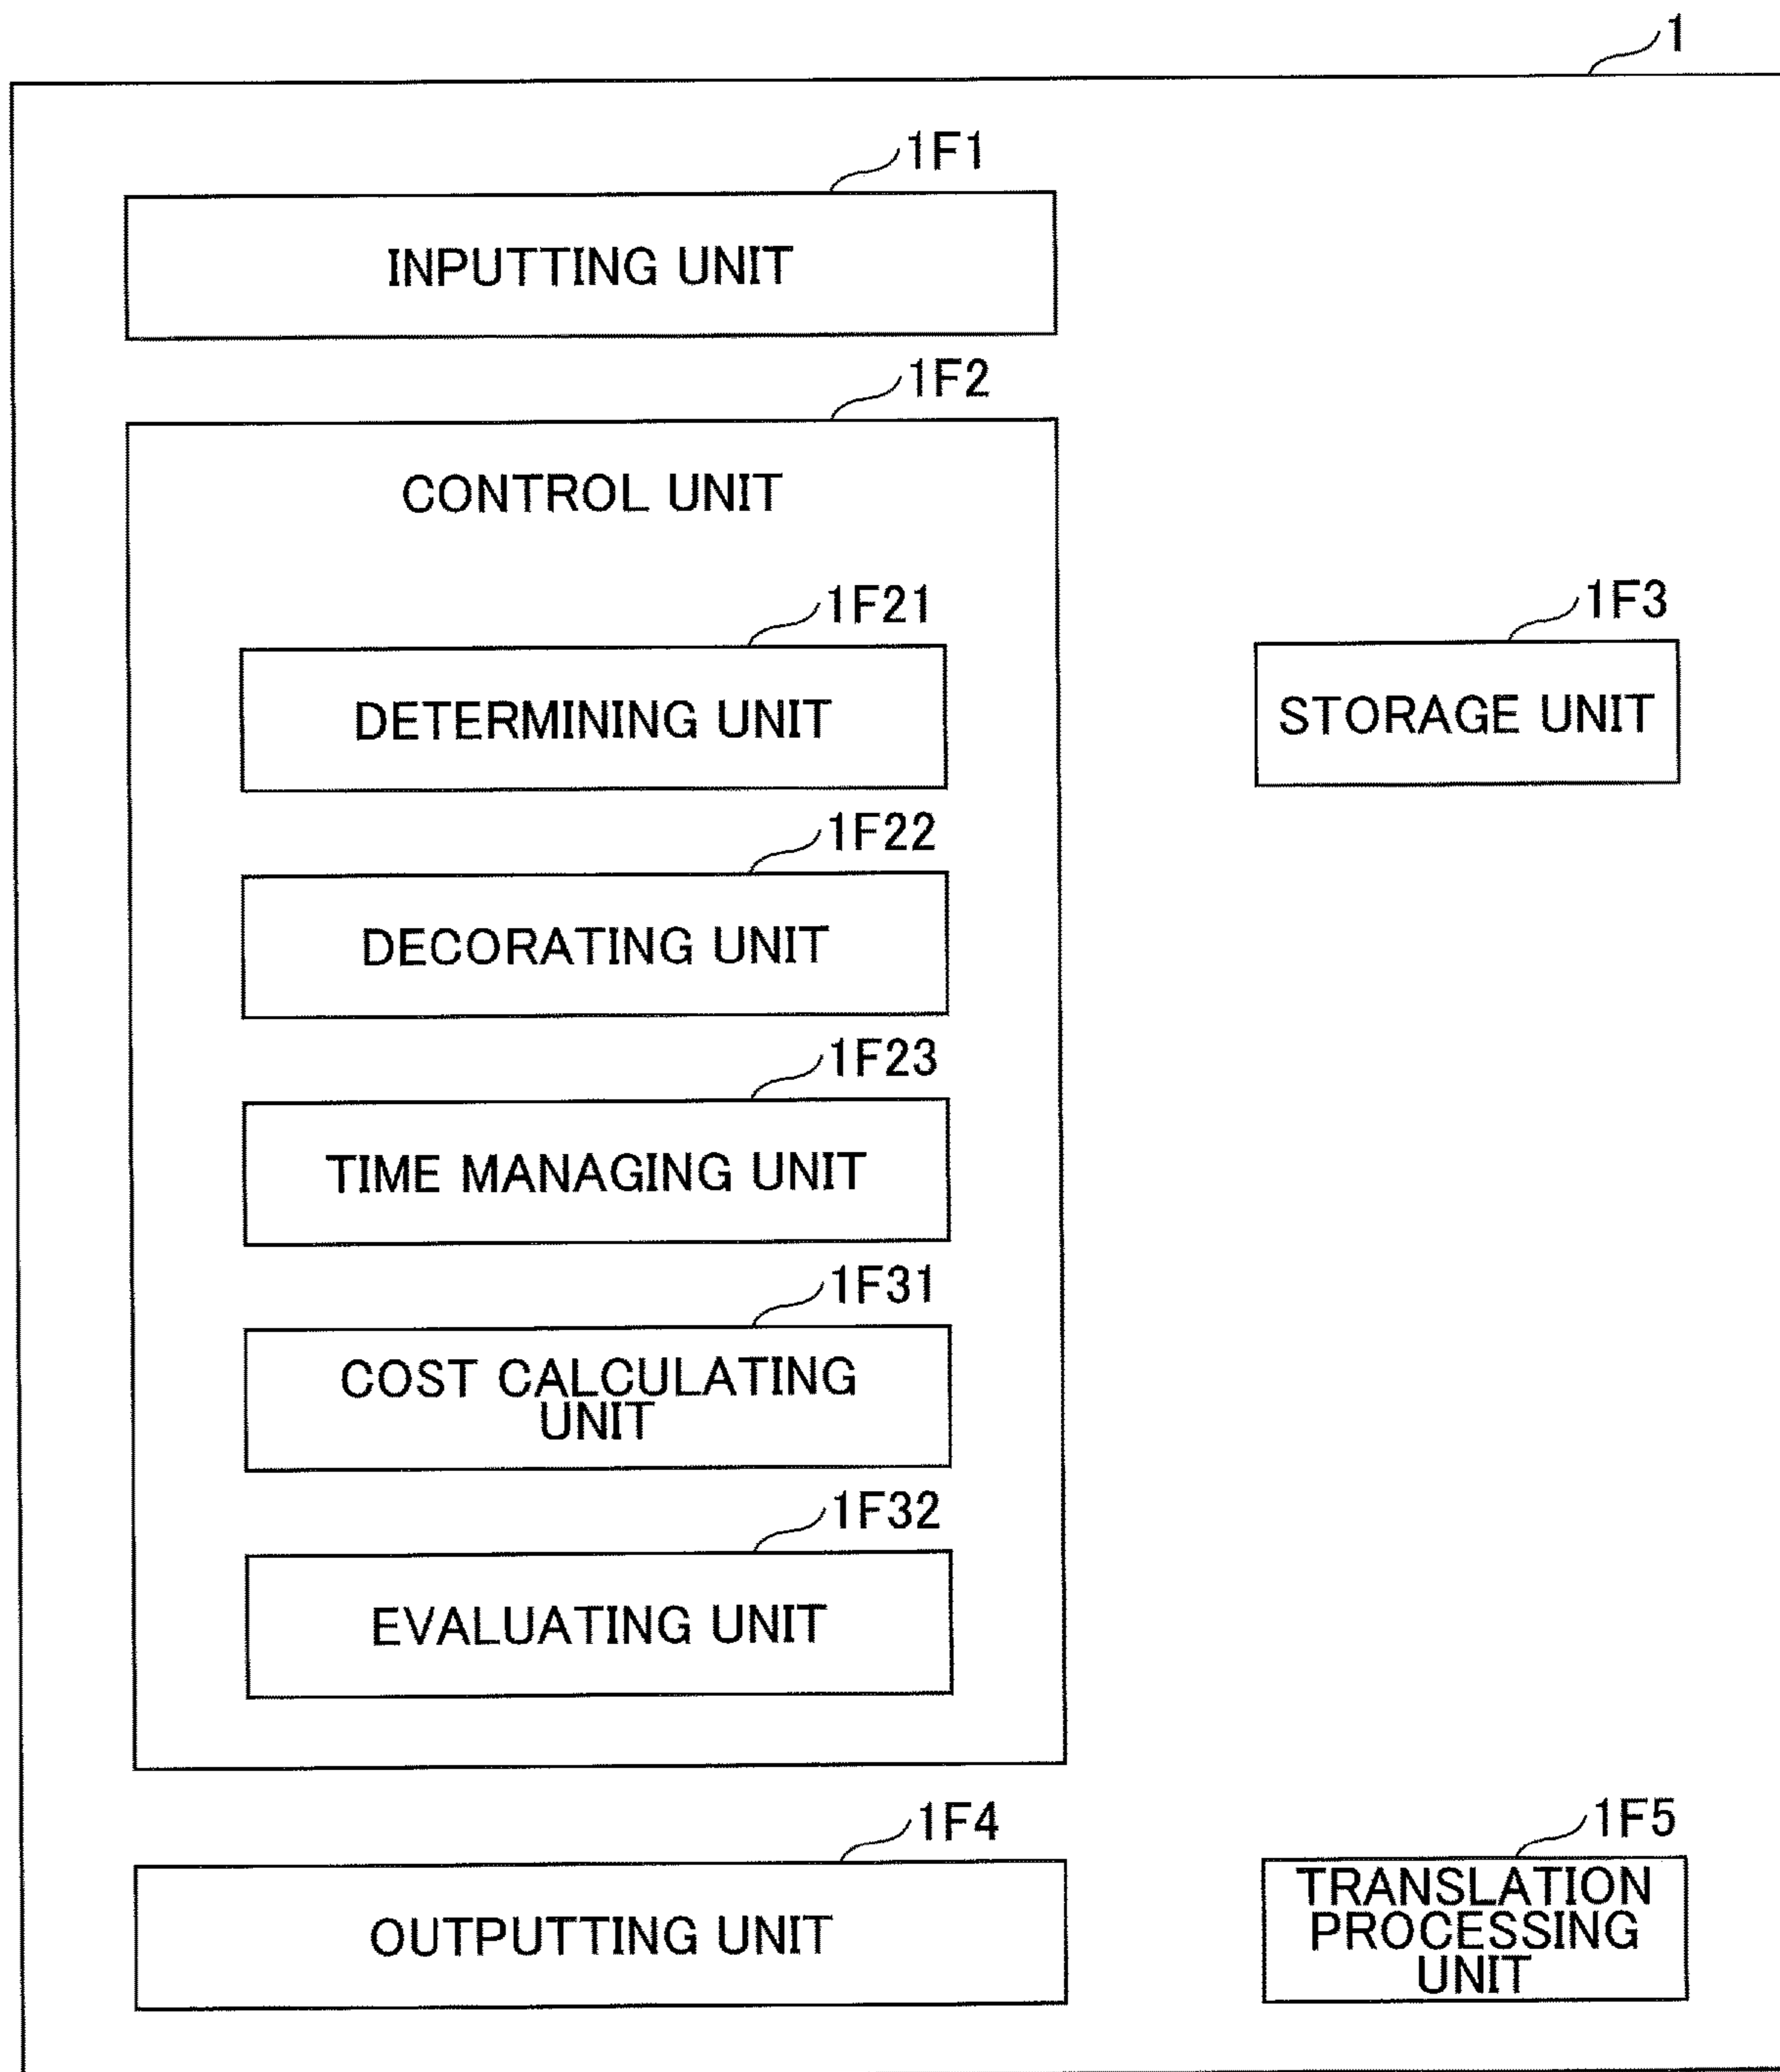 1
1F1
INPUTTING UNIT
1F2
CONTROL UNIT
1F21
DETERMINING UNIT
1F3
STORAGE UNIT
1F22
DECORATING UNIT
1F23
TIME MANAGING UNIT
1F31
COST CALCULATING
UNIT
1F32
EVALUATING UNIT
1F4
OUTPUTTING UNIT
1F5
TRANSLATION
PROCESSING
UNIT